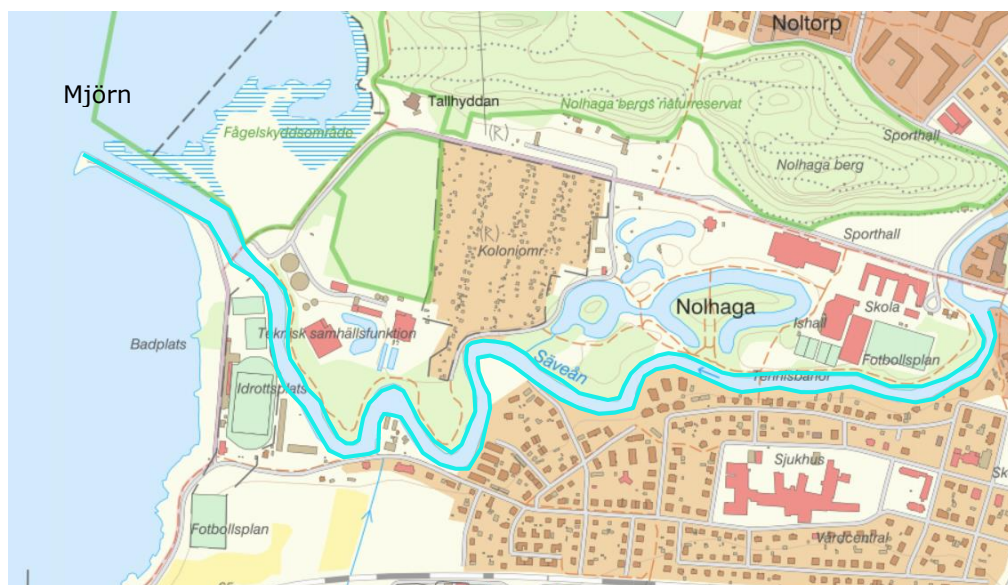 Noltorp
Mjörn
Tallhyddan
Nolhaga bergs naturreservat
Fågelskyddsområde
(R)
Sporthall
Nolhaga berg
(R)
Koloniomr.
Sporthall
Nolhaga
Skola
Ishall
Teknisk samhällsfunktion
Badplats
Fotbollsplan
Säveån
Tennisbanor
Idrottsplats
Sjukhus
Fotbollsplan
Vårdcentral